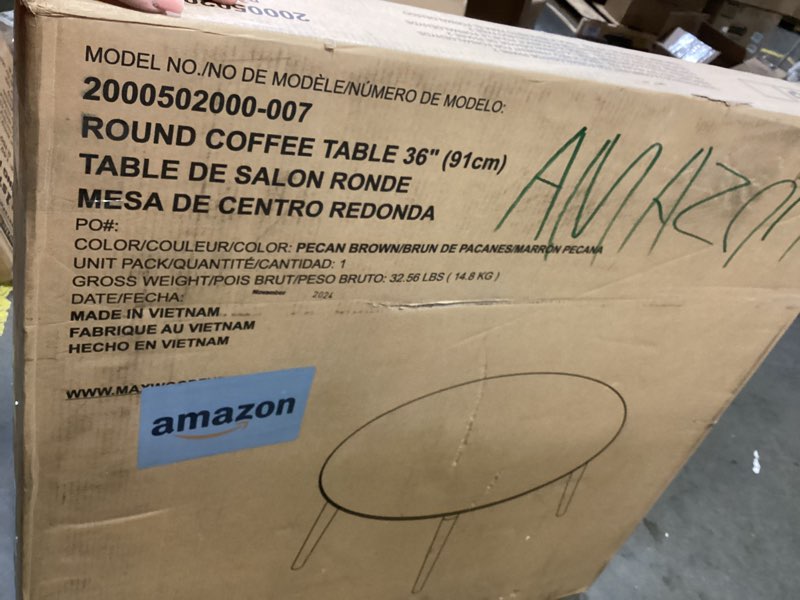 MODEL NO./NO DE MODÈLE/NÚMERO DE MODELO:
2000502000-007
ROUND COFFEE TABLE 36" (91cm)
TABLE DE SALON RONDE
MESA DE CENTRO REDONDA
PO#:
COLOR/COULEUR/COLOR: PECAN BROWN/BRUN DE PACANES/MARRÓN PECANA
UNIT PACK/QUANTITÉ/CANTIDAD: 1
GROSS WEIGHT/POIS BRUT/PESO BRUTO: 32.56 LBS ( 14.8 KG )
DATE/FECHA: November 2024
MADE IN VIETNAM
FABRIQUE AU VIETNAM
HECHO EN VIETNAM
amazon
AMAZON